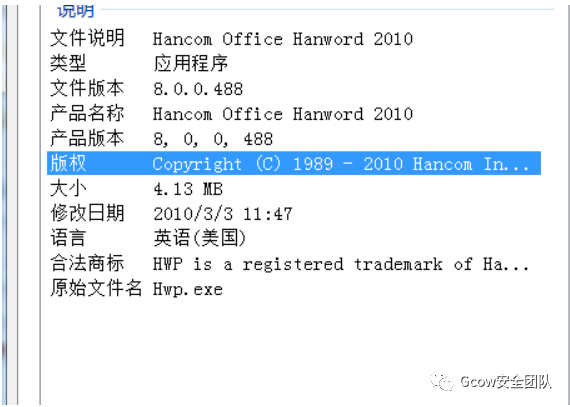 说明
文件说明 Hancom Office Hanword 2010
类型 应用程序
文件版本 8.0.0.488
产品名称 Hancom Office Hanword 2010
产品版本 8, 0, 0, 488
版权 Copyright (C) 1989 - 2010 Hancom In...
大小 4.13 MB
修改日期 2010/3/3 11:47
语言 英语(美国)
合法商标 HWP is a registered trademark of Ha...
原始文件名 Hwp.exe
Gcow安全团队